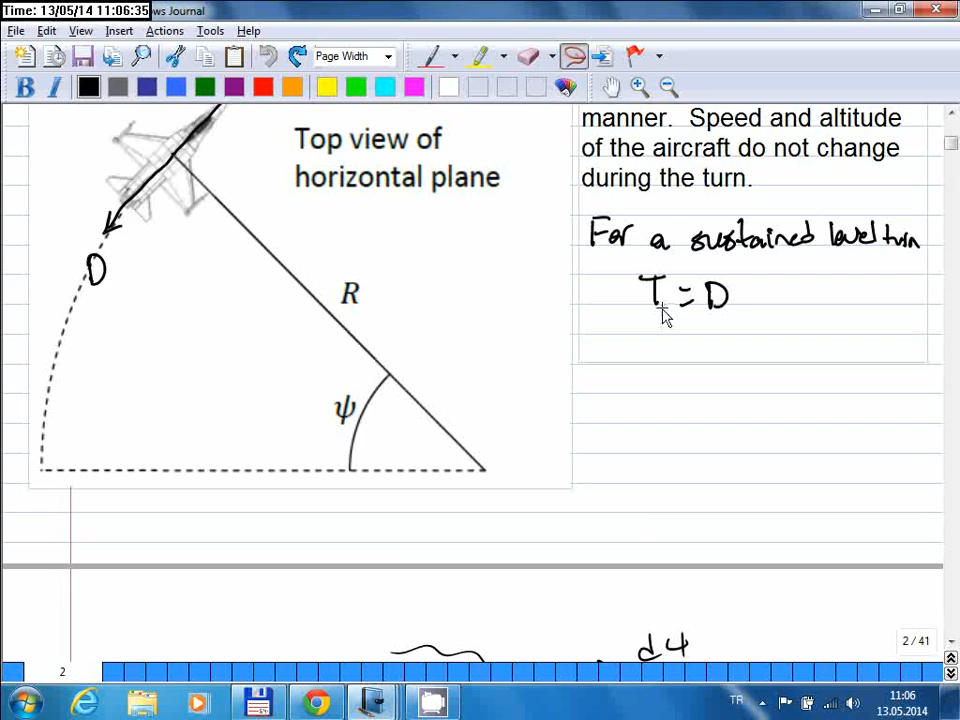 Time: 13/05/14 11:06:35
ows Journal
File Edit View Insert Actions Tools Help
Page Width
B I
Top view of
horizontal plane
D
R
ψ
manner. Speed and altitude
of the aircraft do not change
during the turn.
For a sustained level turn
T = D
dψ
2 / 41
2
TR
11:06
13.05.2014